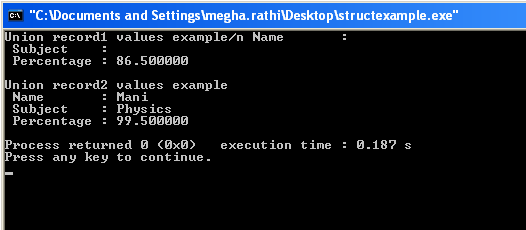 "C:\Documents and Settings\megha.rathi\Desktop\structexample.exe"
Union record1 values example/n Name       :
 Subject    :
 Percentage : 86.500000

Union record2 values example
 Name       : Mani
 Subject    : Physics
 Percentage : 99.500000

Process returned 0 (0x0)   execution time : 0.187 s
Press any key to continue.